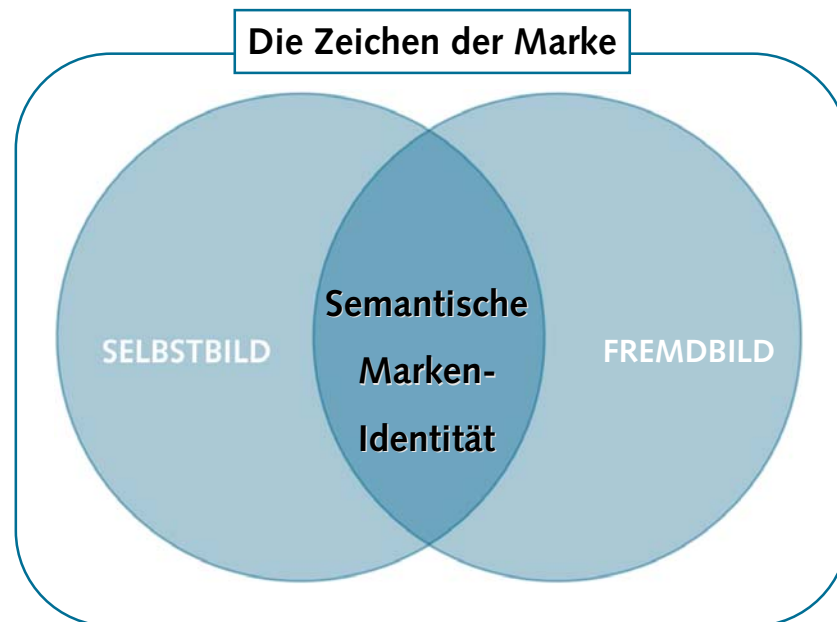 Die Zeichen der Marke
SELBSTBILD
Semantische
Marken-
Identität
FREMDBILD